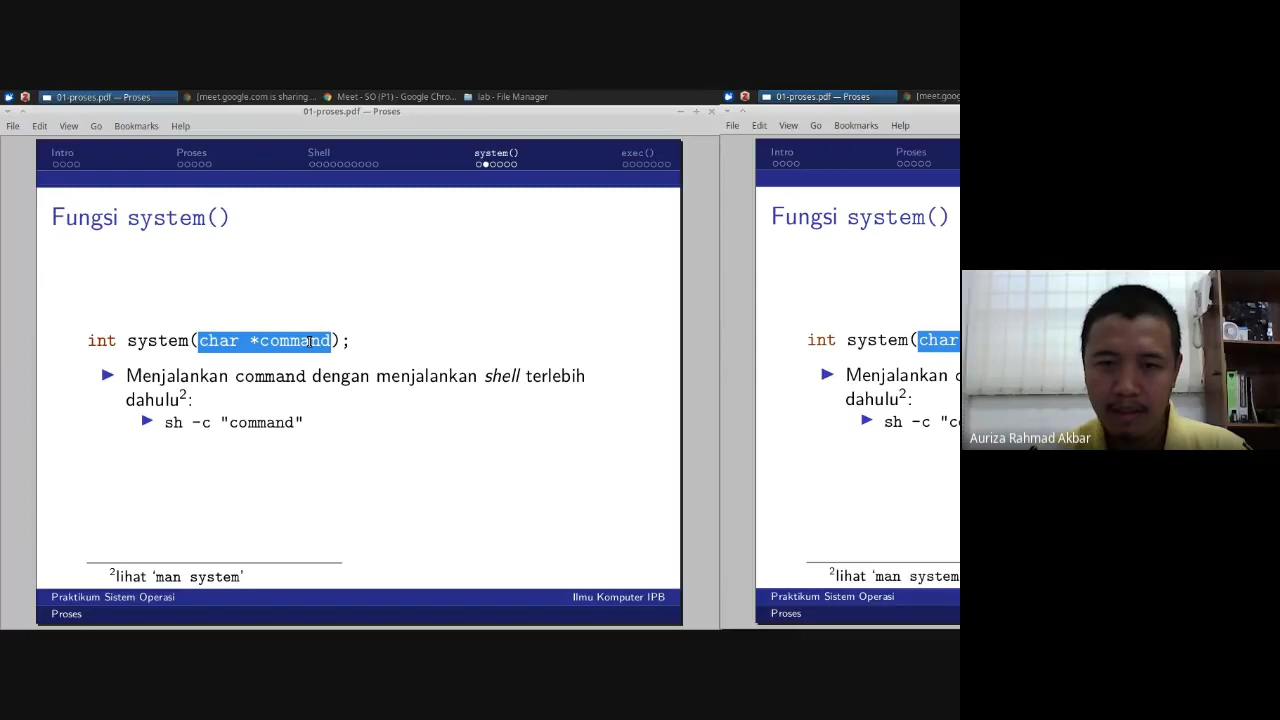 01-proses.pdf — Proses
[meet.google.com is sharing ...
Meet - SO (P1) - Google Chro...
lab - File Manager
01-proses.pdf — Proses
[meet.goog
01-proses.pdf — Proses
File Edit View Go Bookmarks Help
File Edit View Go Bookmarks Help
Intro Proses Shell system() exec()
Intro Proses
Fungsi system()
int system(char *command);
▶ Menjalankan command dengan menjalankan shell terlebih
dahulu2:
▶ sh -c "command"
2lihat ‘man system’
Praktikum Sistem Operasi Ilmu Komputer IPB
Proses
Fungsi system()
int system(char
▶ Menjalankan c
dahulu2:
▶ sh -c "co
2lihat ‘man system
Praktikum Sistem Operasi
Proses
Auriza Rahmad Akbar